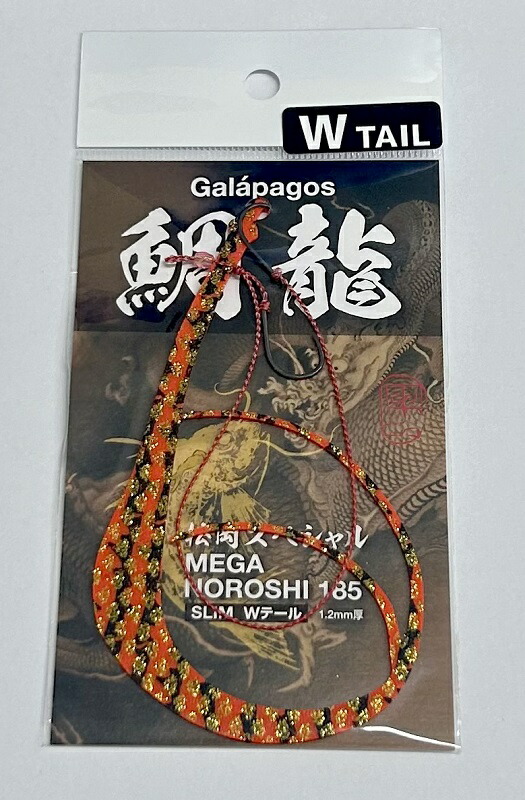 W TAIL
Galápagos
鯛龍
松岡スペシャル
MEGA
NOROSHI 185
SLIM Wテール 1.2mm厚